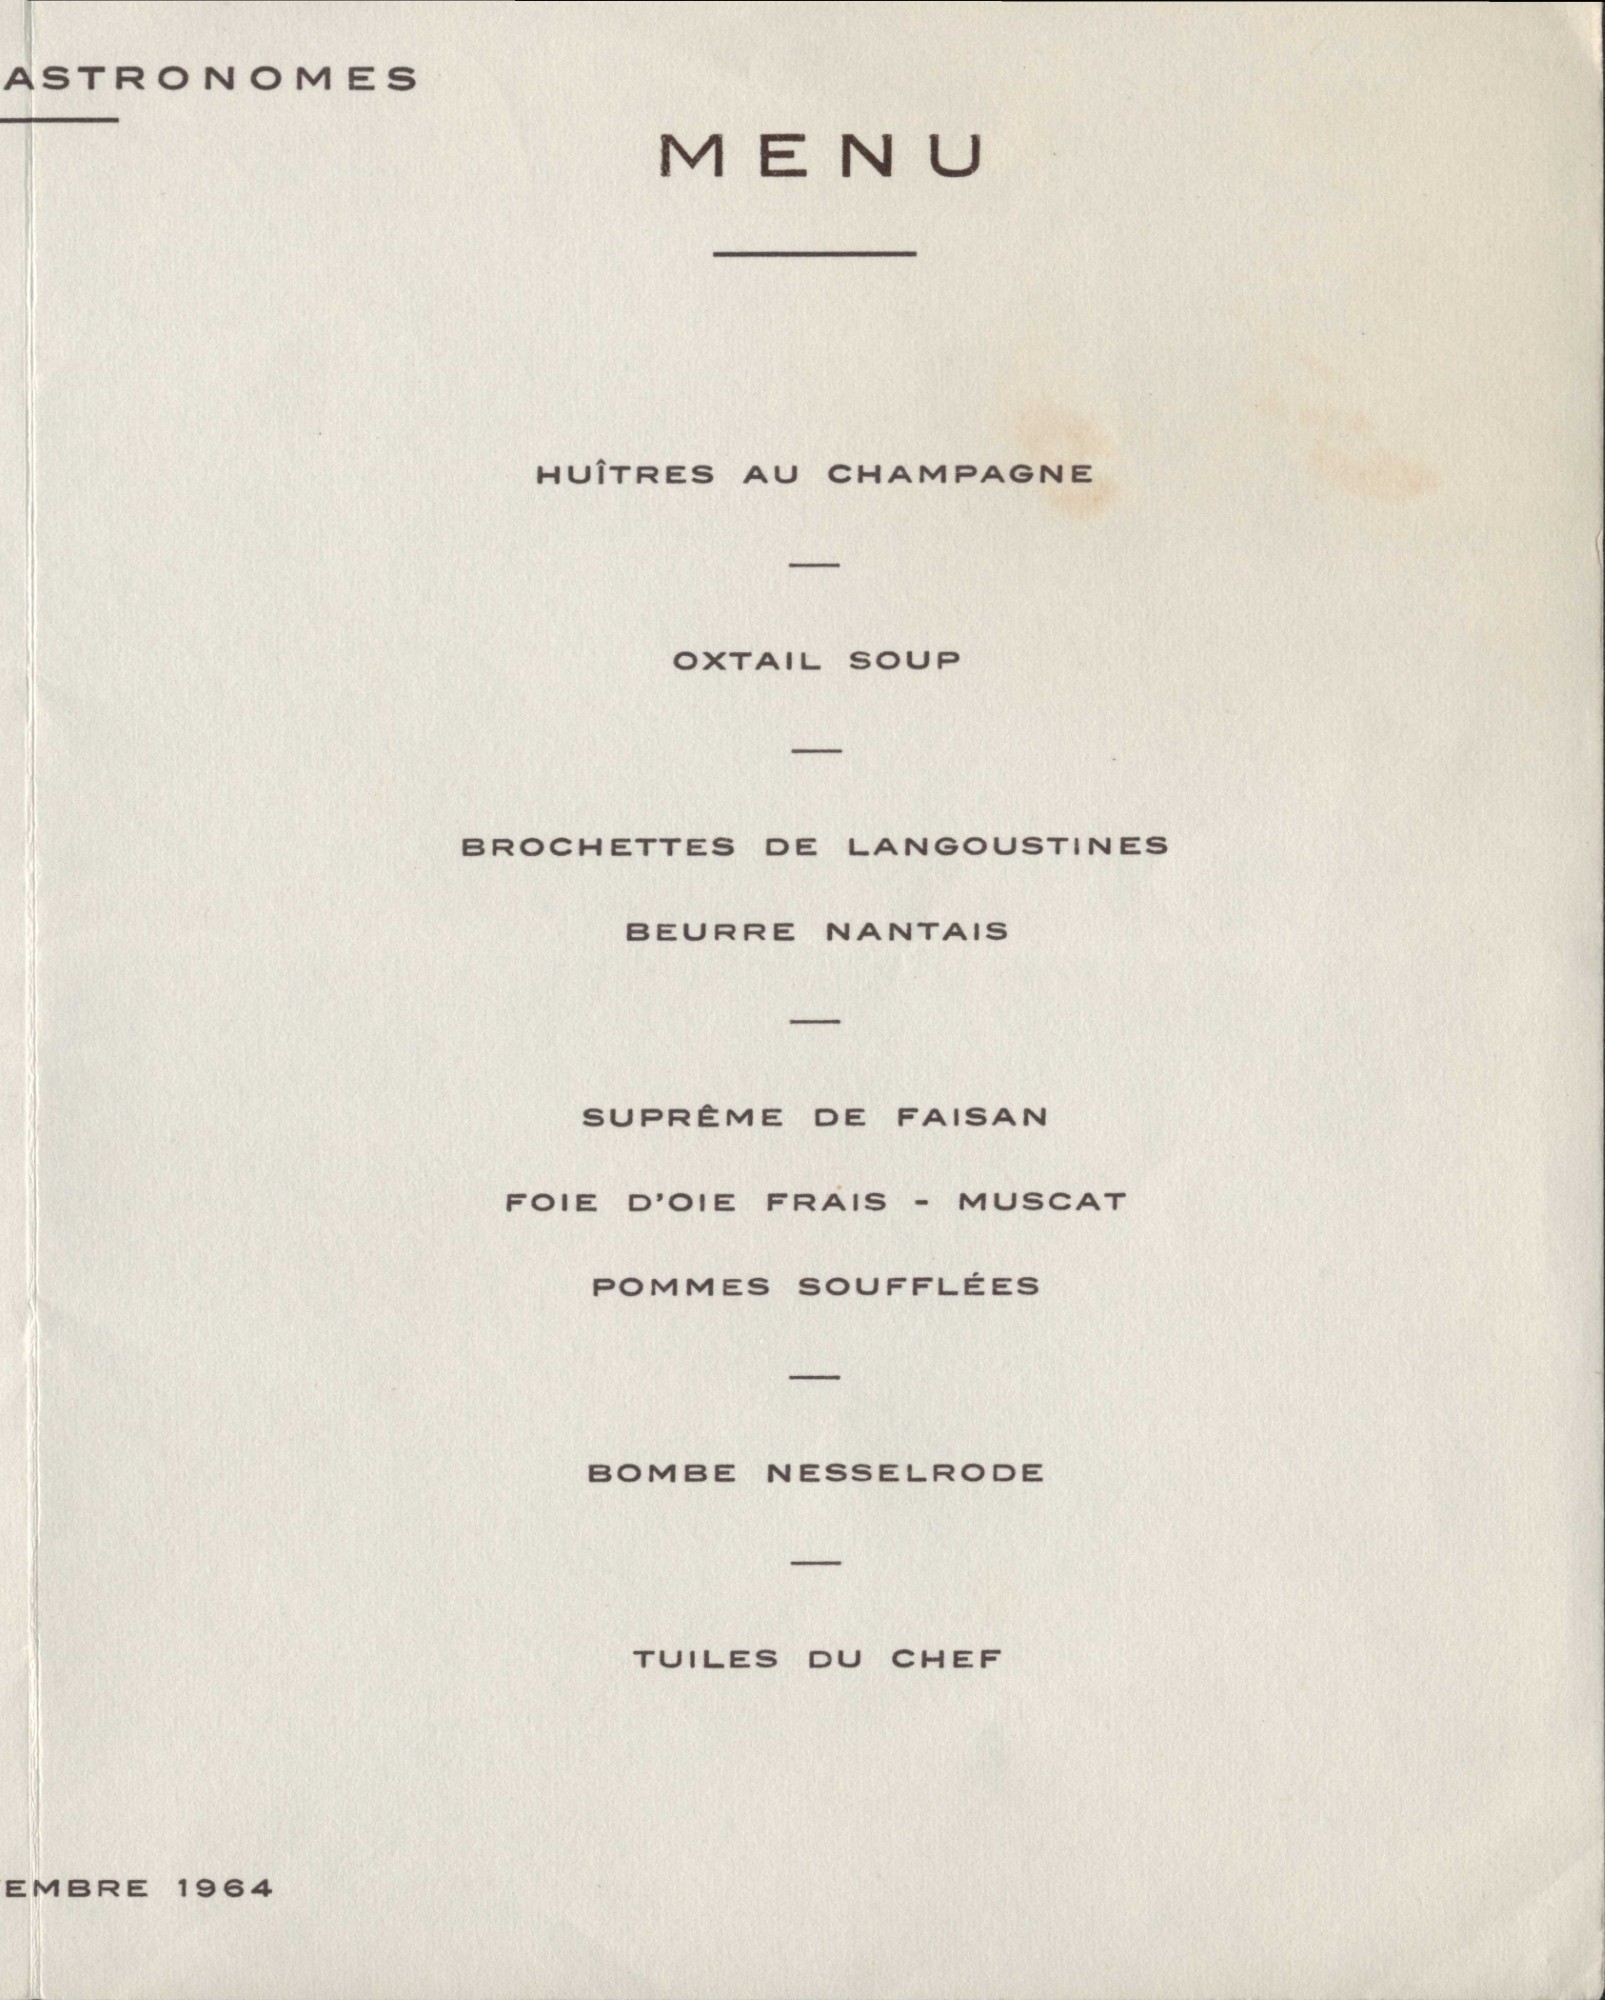 ASTRONOMES
MENU
HUÎTRES AU CHAMPAGNE
OXTAIL SOUP
BROCHETTES DE LANGOUSTINES
BEURRE NANTAIS
SUPRÊME DE FAISAN
FOIE D'OIE FRAIS - MUSCAT
POMMES SOUFFLÉES
BOMBE NESSELRODE
TUILES DU CHEF
EMBRE 1964